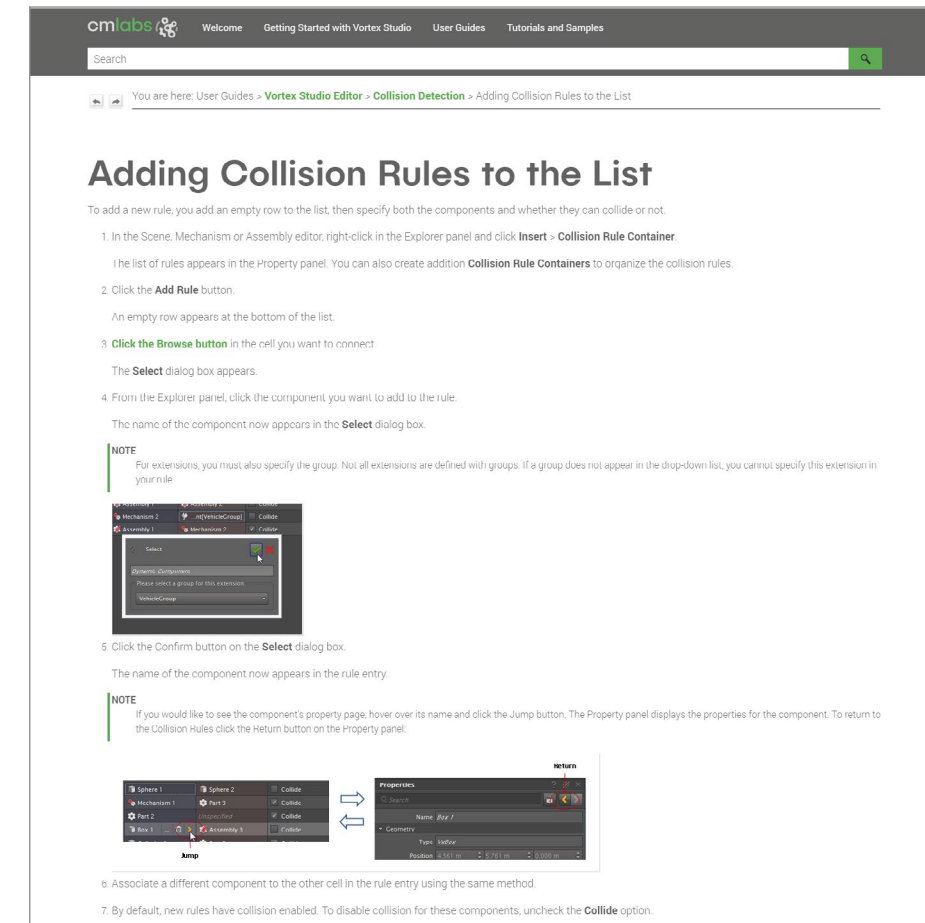 cmlabs
Welcome
Getting Started with Vortex Studio
User Guides
Tutorials and Samples
Search
You are here: User Guides > Vortex Studio Editor > Collision Detection > Adding Collision Rules to the List
Adding Collision Rules to the List
To add a new rule, you add an empty row to the list, then specify both the components and whether they can collide or not.
1. In the Scene, Mechanism or Assembly editor, right-click in the Explorer panel and click Insert > Collision Rule Container.
The list of rules appears in the Property panel. You can also create addition Collision Rule Containers to organize the collision rules.
2. Click the Add Rule button.
An empty row appears at the bottom of the list.
3. Click the Browse button in the cell you want to connect
The Select dialog box appears.
4. From the Explorer panel, click the component you want to add to the rule.
The name of the component now appears in the Select dialog box.
NOTE
For extensions, you must also specify the group. Not all extensions are defined with groups. If a group does not appear in the drop-down list, you cannot specify this extension in
your rule
Assembly 1 Assembly 2 Collide
Mechanism 2 ...nt[VehicleGroup] Collide
Assembly 1 Mechanism 2 Collide
Select
Dynamic Component
Please select a group for this extension
VehicleGroup
5. Click the Confirm button on the Select dialog box.
The name of the component now appears in the rule entry.
NOTE
If you would like to see the component's property page, hover over its name and click the Jump button. The Property panel displays the properties for the component. To return to
the Collision Rules click the Return button on the Property panel.
Return
Sphere 1 Sphere 2 Collide
Mechanism 1 Part 3 Collide
Part 2 Unspecified Collide
Box 1 ... Assembly 3 Collide
Jump
Properties
Search
Name Box 1
Geometry
Type VxBox
Position 4.561 m 5.761 m 0.000 m
6. Associate a different component to the other cell in the rule entry using the same method.
7. By default, new rules have collision enabled. To disable collision for these components, uncheck the Collide option.